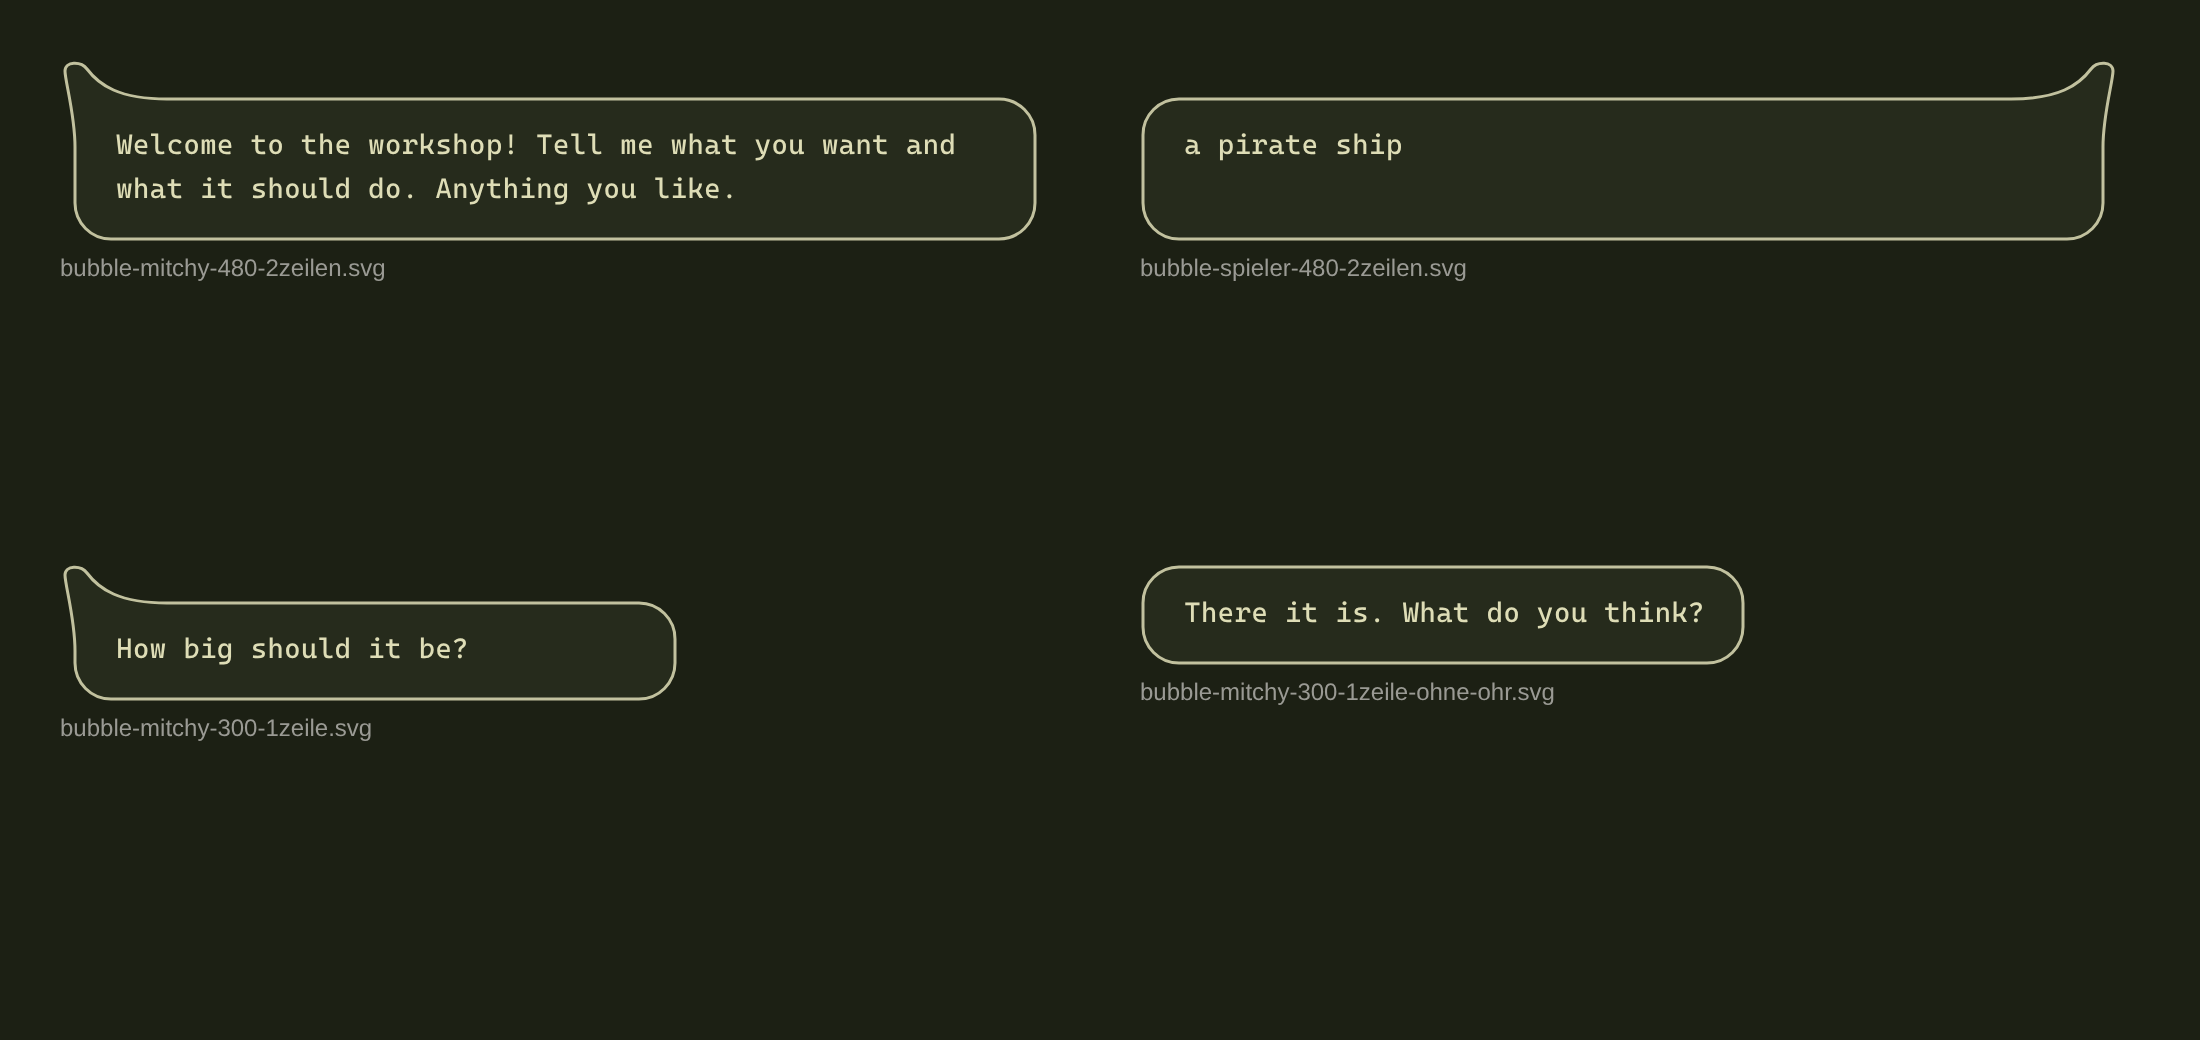 Welcome to the workshop! Tell me what you want and
what it should do. Anything you like.
bubble-mitchy-480-2zeilen.svg
a pirate ship
bubble-spieler-480-2zeilen.svg
How big should it be?
bubble-mitchy-300-1zeile.svg
There it is. What do you think?
bubble-mitchy-300-1zeile-ohne-ohr.svg